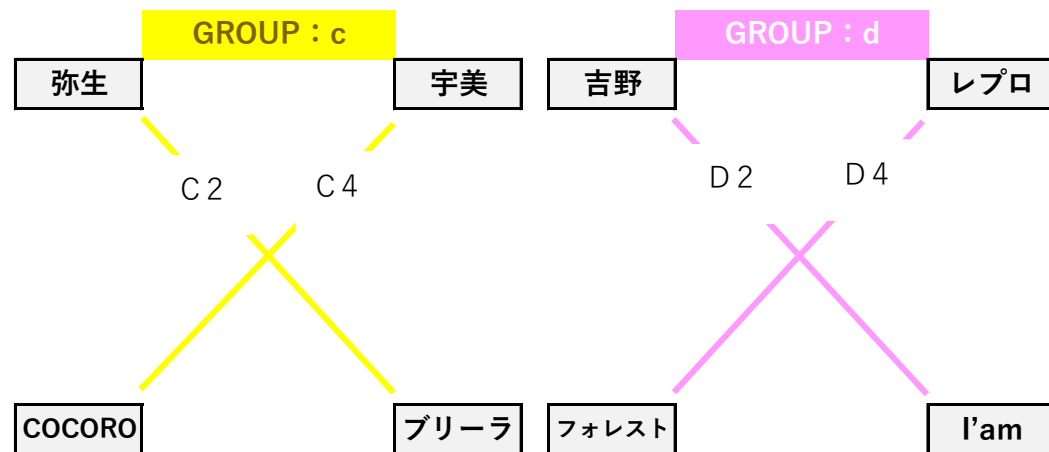 GROUP：c
GROUP：d
弥生
宇美
吉野
レプロ
C２
C４
D２
D４
COCORO
ブリーラ
フォレスト
I’am